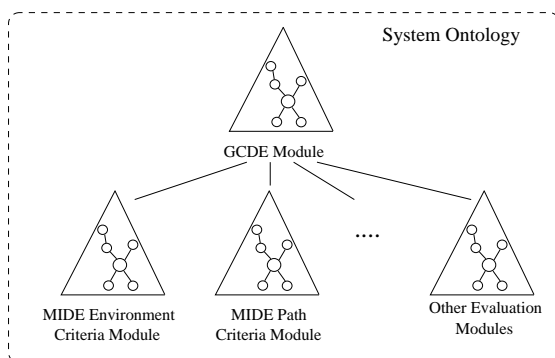 System Ontology
GCDE Module
....
MIDE Environment
Criteria Module
MIDE Path
Criteria Module
Other Evaluation
Modules